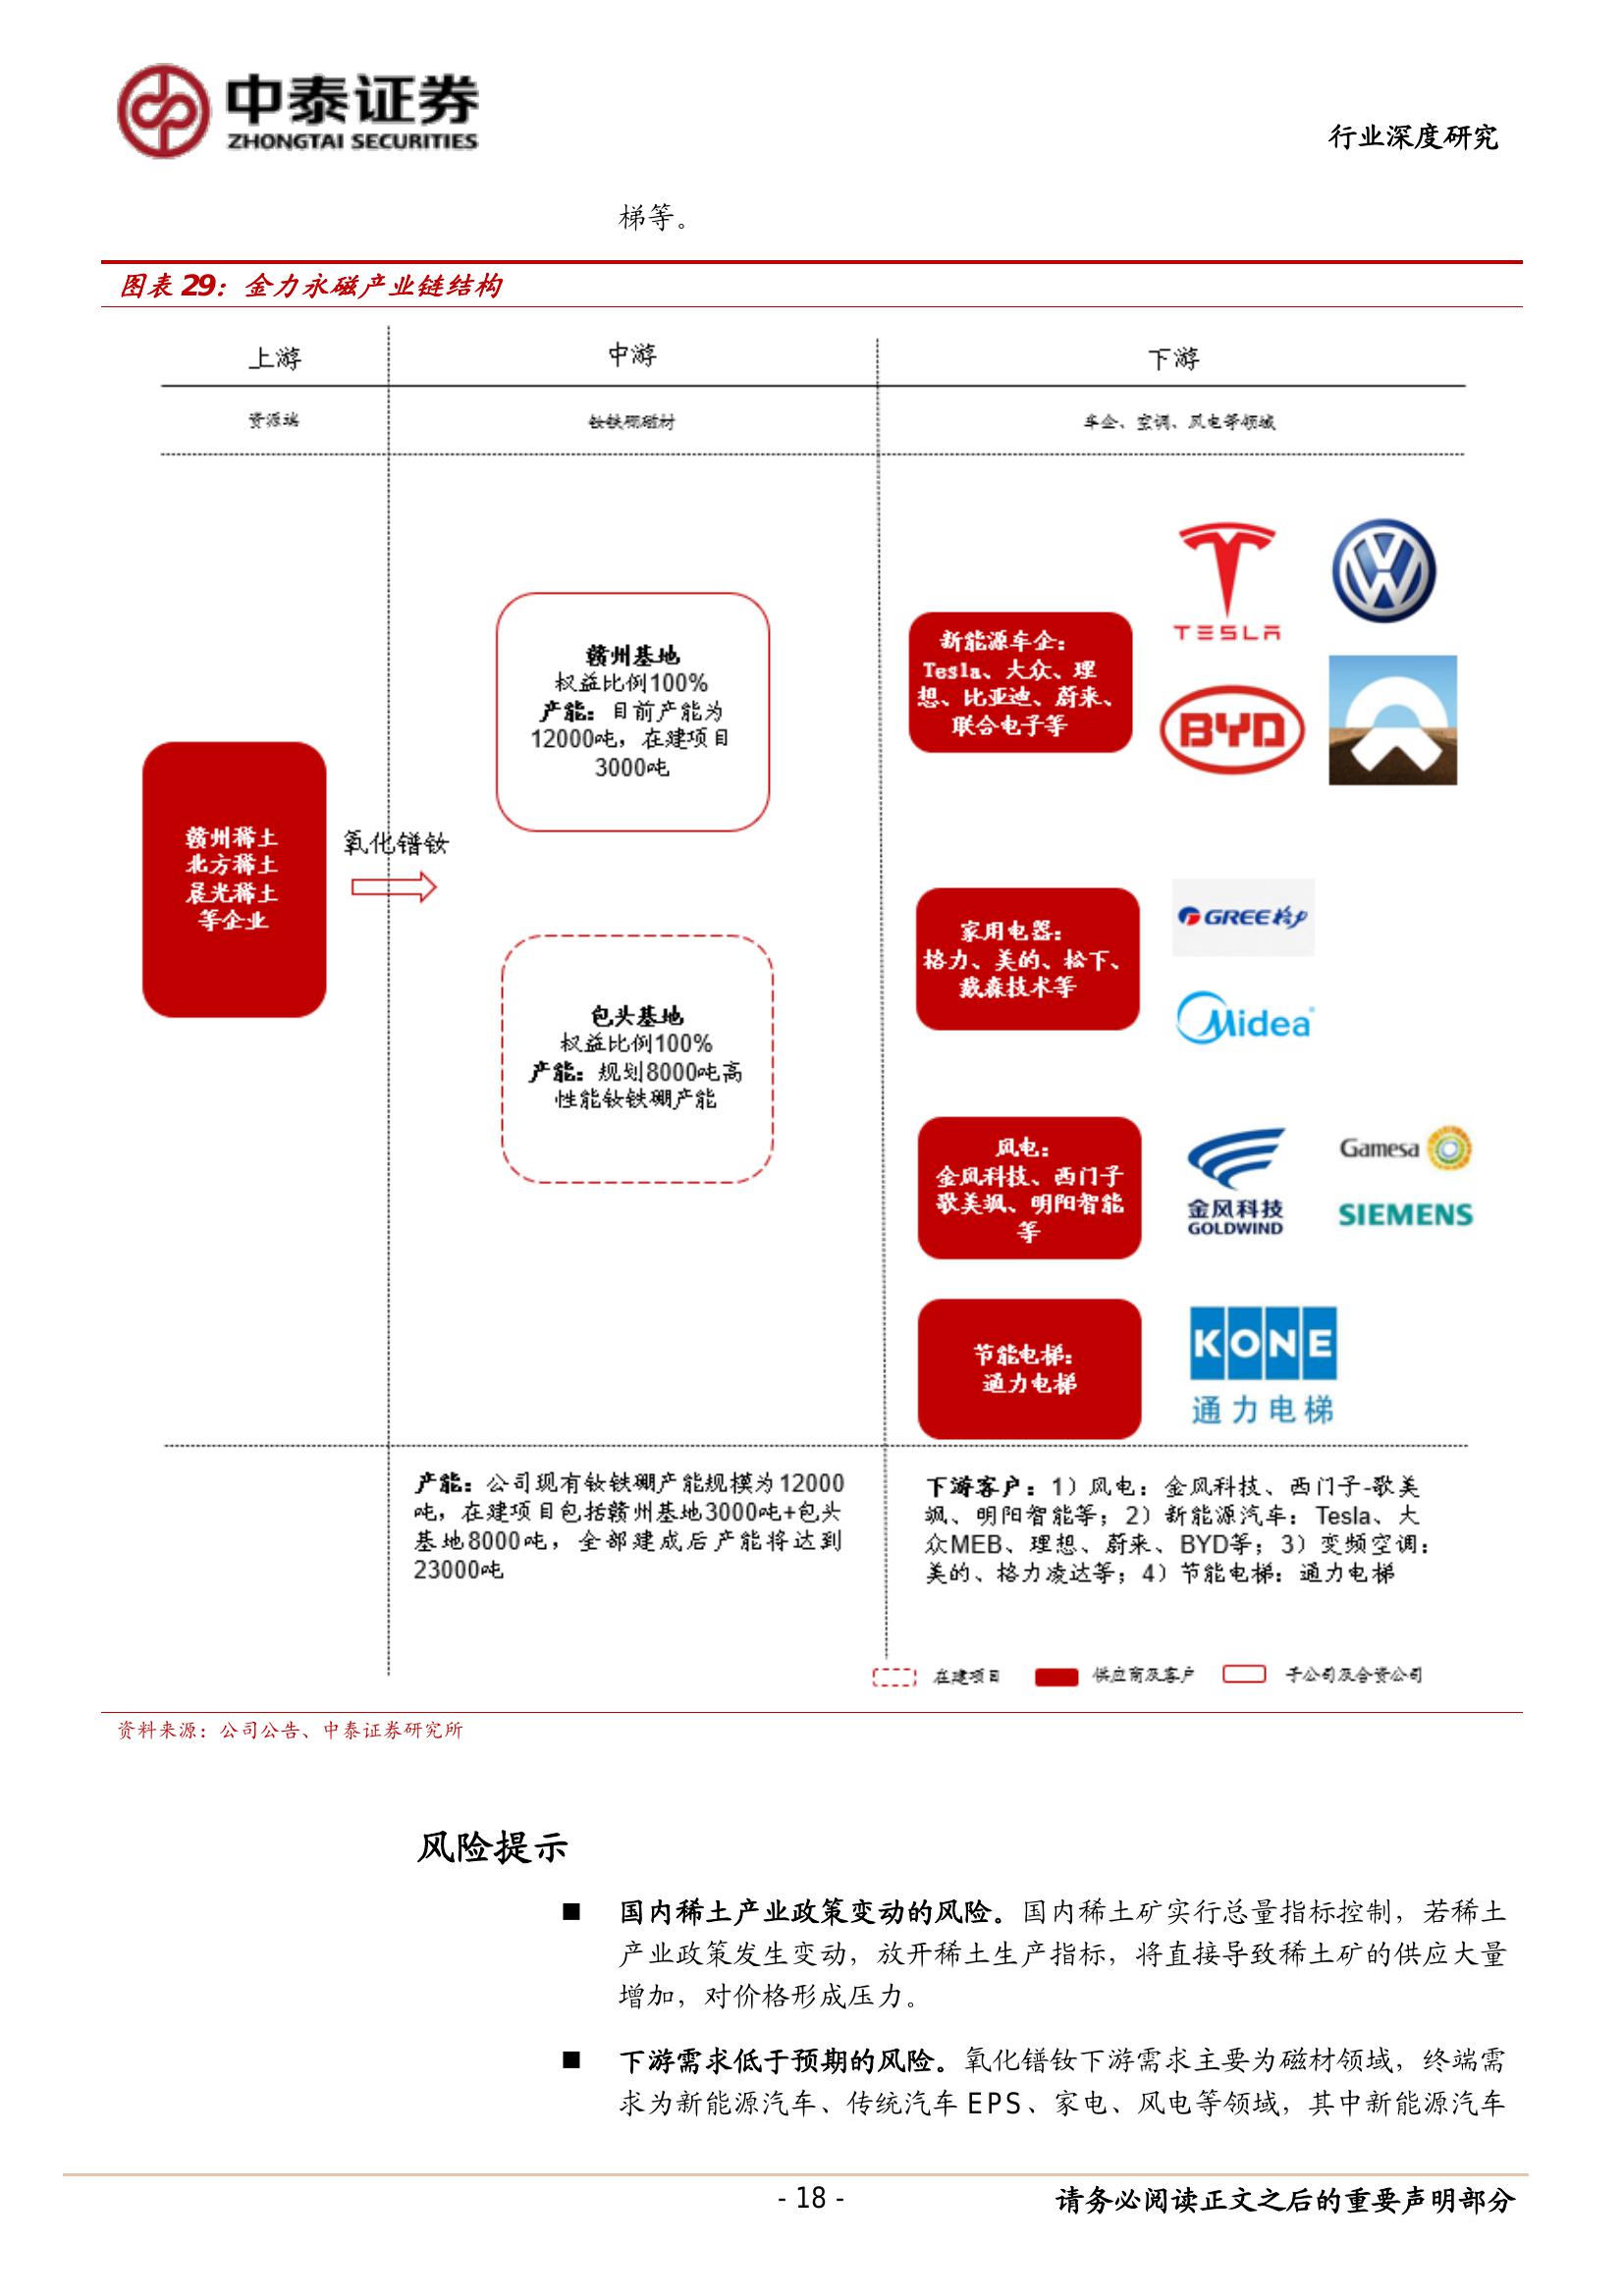 中泰证券
ZHONGTAI SECURITIES
行业深度研究
梯等。
图表 29：金力永磁产业链结构
上游
中游
下游
资源端
钕铁硼磁材
车企、空调、风电等领域
赣州稀土
北方稀土
晨光稀土
等企业
氧化镨钕
赣州基地
权益比例100%
产能：目前产能为
12000吨，在建项目
3000吨
包头基地
权益比例100%
产能：规划8000吨高
性能钕铁硼产能
新能源车企：
Tesla、大众、理
想、比亚迪、蔚来、
联合电子等
TESLA
BYD
家用电器：
格力、美的、松下、
戴森技术等
GREE格力
Midea
风电：
金风科技、西门子
歌美飒、明阳智能
等
金风科技
GOLDWIND
Gamesa
SIEMENS
节能电梯：
通力电梯
KONE
通力电梯
产能：公司现有钕铁硼产能规模为12000
吨，在建项目包括赣州基地3000吨+包头
基地8000吨，全部建成后产能将达到
23000吨
下游客户：1）风电：金风科技、西门子-歌美
飒、明阳智能等；2）新能源汽车：Tesla、大
众MEB、理想、蔚来、BYD等；3）变频空调：
美的、格力凌达等；4）节能电梯：通力电梯
在建项目
供应商及客户
子公司及合资公司
资料来源：公司公告、中泰证券研究所
风险提示
■ 国内稀土产业政策变动的风险。国内稀土矿实行总量指标控制，若稀土
产业政策发生变动，放开稀土生产指标，将直接导致稀土矿的供应大量
增加，对价格形成压力。
■ 下游需求低于预期的风险。氧化镨钕下游需求主要为磁材领域，终端需
求为新能源汽车、传统汽车 EPS、家电、风电等领域，其中新能源汽车
- 18 -
请务必阅读正文之后的重要声明部分